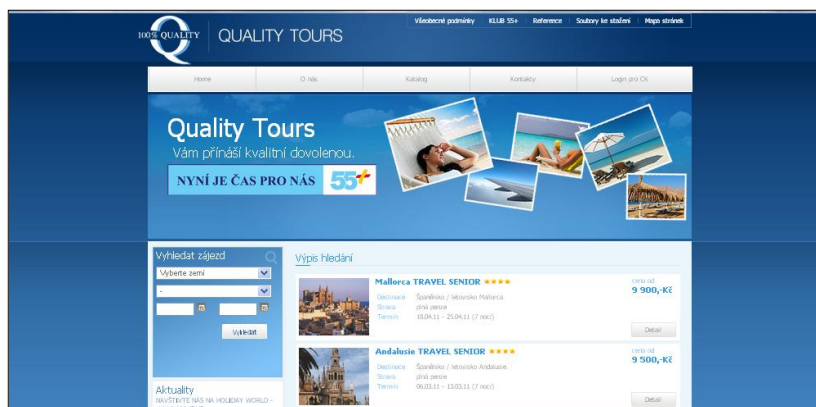 Všeobecné podmínky KLUB 55+ Reference Soubory ke stažení Mapa stránek
100% QUALITY QUALITY TOURS
Home O nás Katalog Kontakty Login pro CK
Quality Tours
Vám přináší kvalitní dovolenou.
NYNÍ JE ČAS PRO NÁS 55+
Vyhledat zájezd
Vyberte zemi
-
Vyhledat
Aktuality
NAVŠTIVTE NÁS NA HOLIDAY WORLD -
Výpis hledání
Mallorca TRAVEL SENIOR ★★★★
Destinace Španělsko / letovisko Mallorca
Strava plná penze
Termín 18.04.11 - 25.04.11 (7 nocí)
cena od
9 900,-Kč
Detail
Andalusie TRAVEL SENIOR ★★★★
Destinace Španělsko / letovisko Andalusie
Strava plná penze
Termín 06.03.11 - 13.03.11 (7 nocí)
cena od
9 500,-Kč
Detail